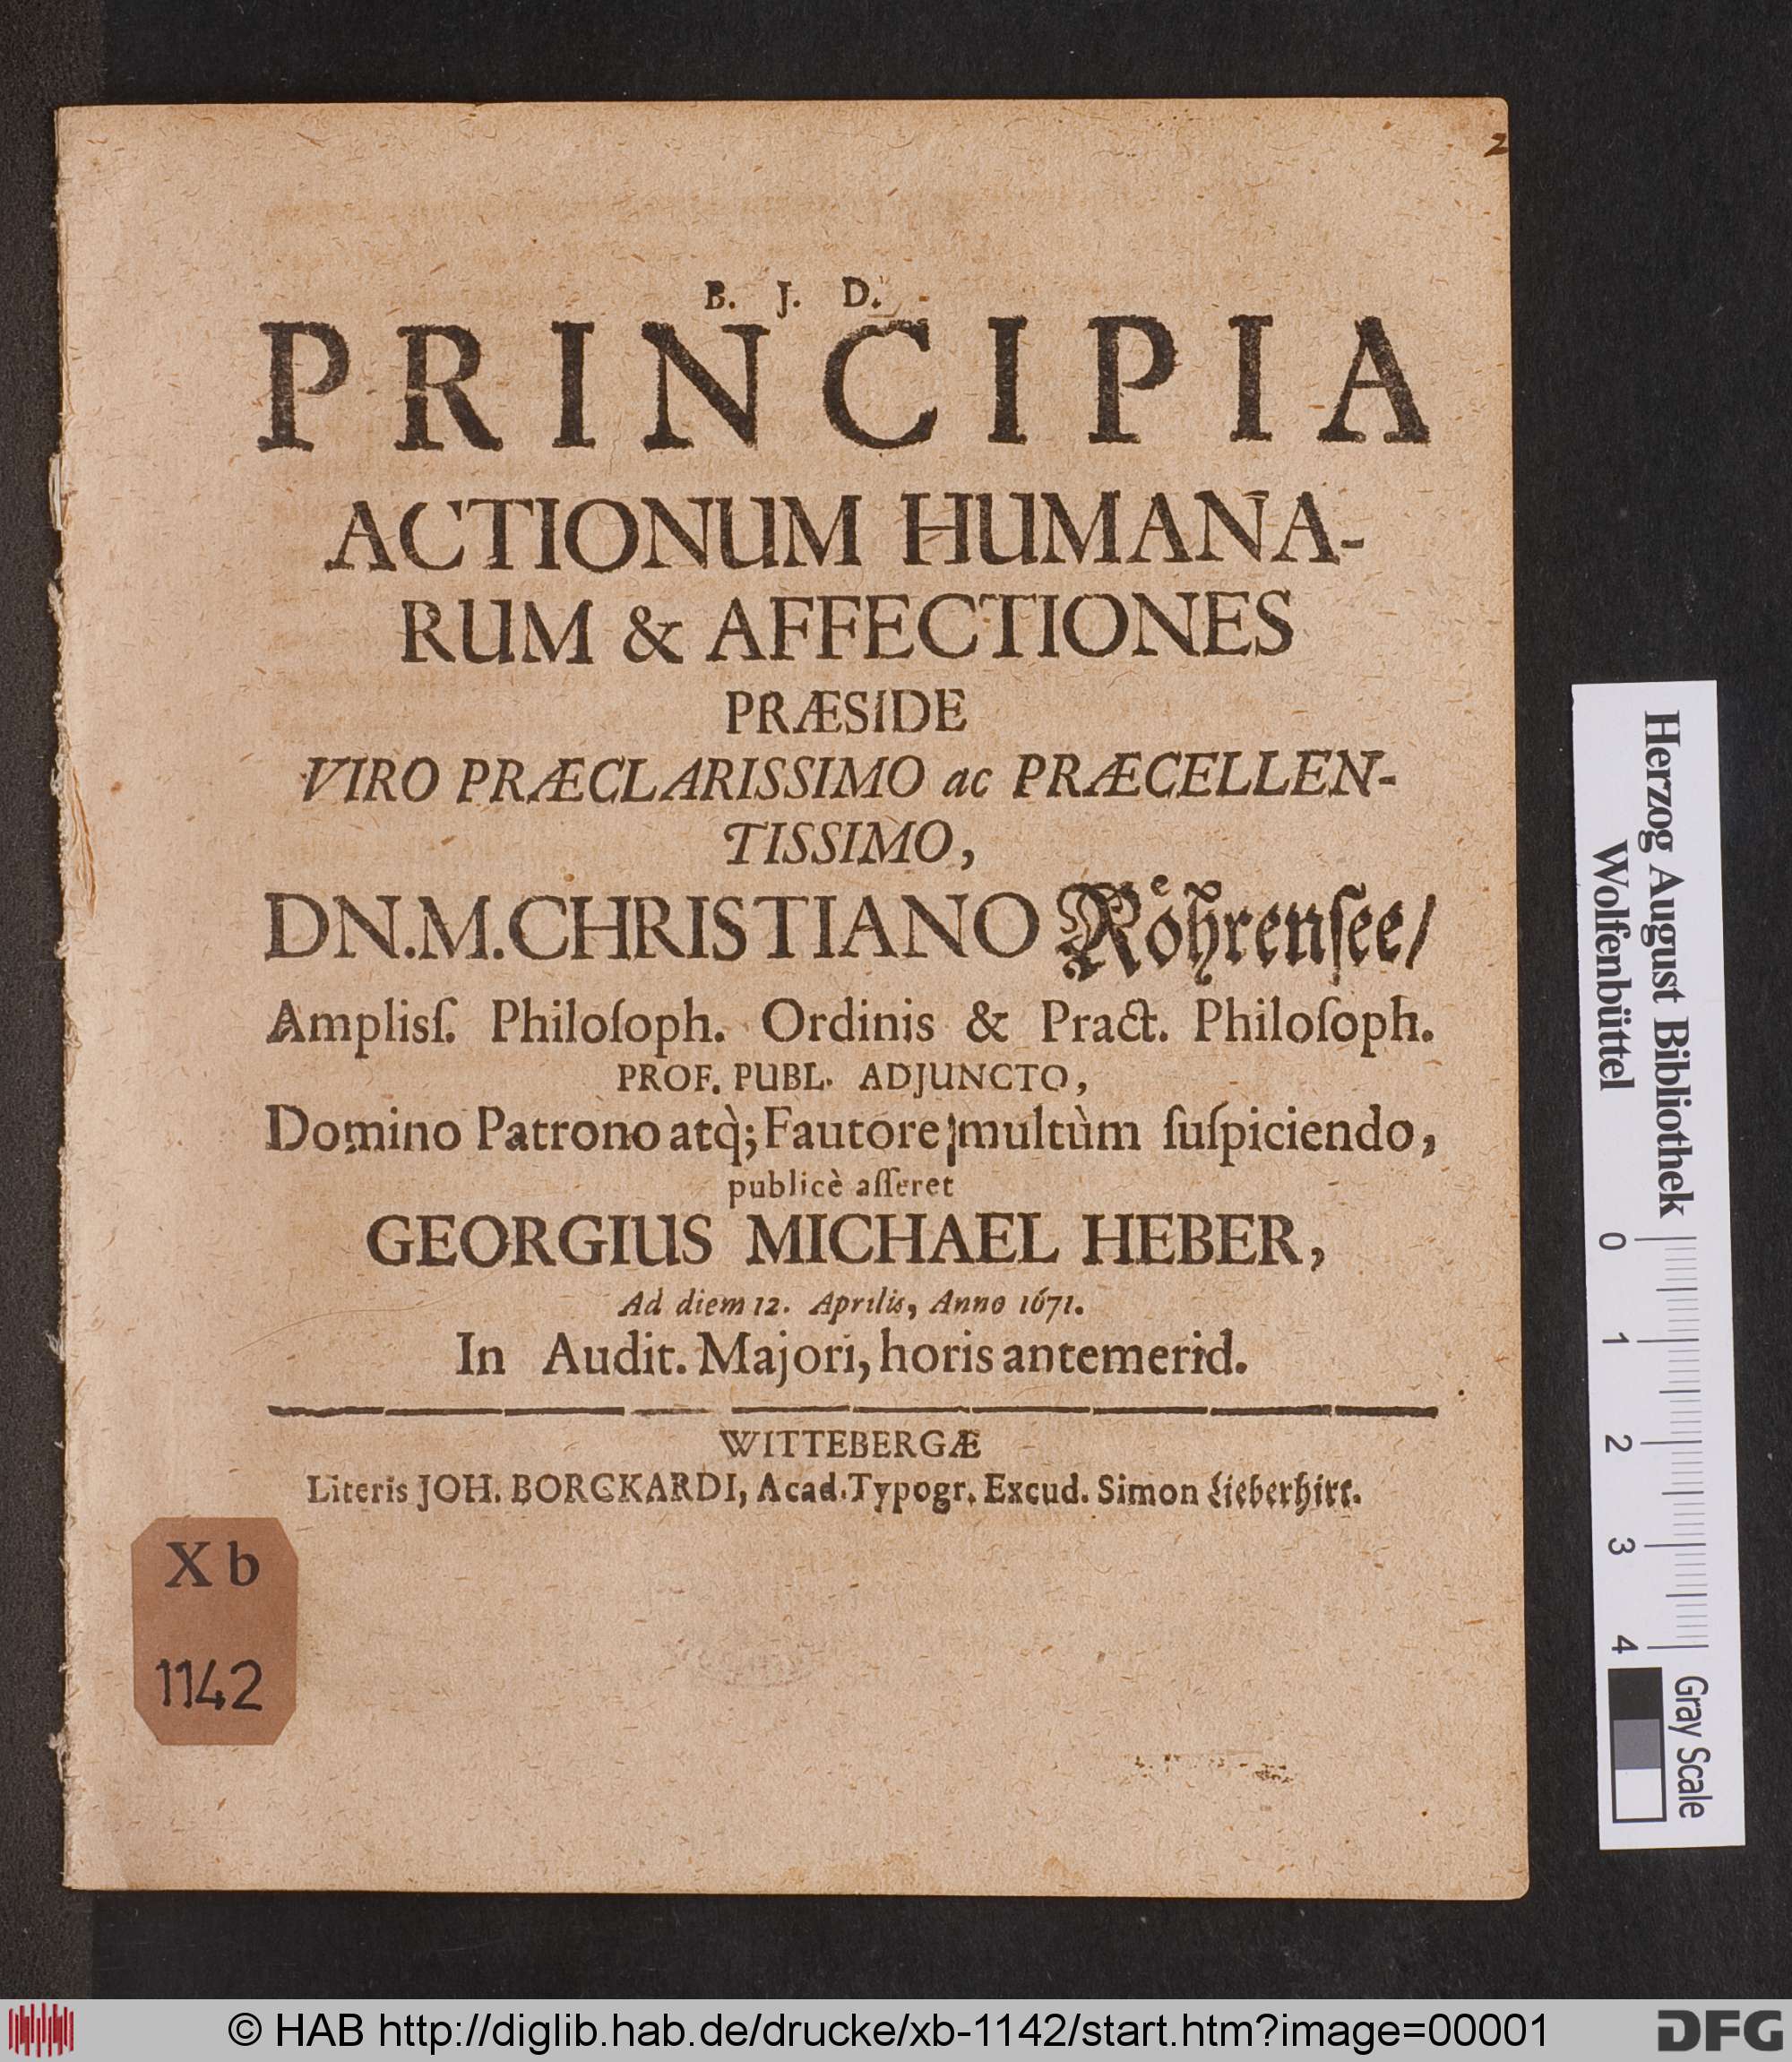 2
B. J. D.
PRINCIPIA
ACTIONUM HUMANA-
RUM & AFFECTIONES
PRÆSIDE
VIRO PRÆCLARISSIMO ac PRÆCELLEN-
TISSIMO,
DN. M. CHRISTIANO Röhrenſee/
Amplisſ. Philoſoph. Ordinis & Pract. Philoſoph.
PROF. PUBL. ADJUNCTO,
Domino Patrono atq̀; Fautore multùm ſuſpiciendo,
publicè aſſeret
GEORGIUS MICHAEL HEBER,
Ad diem 12. Aprilis, Anno 1671.
In Audit. Majori, horis antemerid.
WITTEBERGÆ
Literis JOH. BORCKARDI, Acad. Typogr. Excud. Simon Lieberhirt.
Xb
1142
Herzog August Bibliothek
Wolfenbüttel
0 1 2 3 4
Gray Scale
© HAB http://diglib.hab.de/drucke/xb-1142/start.htm?image=00001
DFG